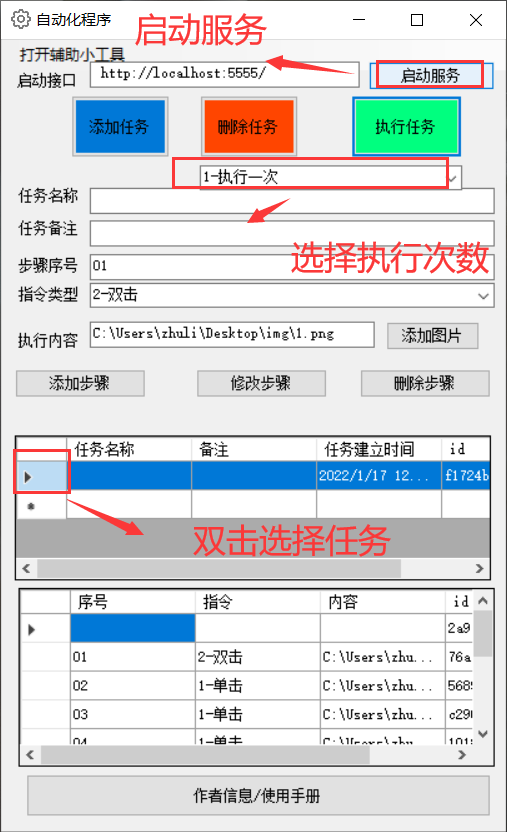 自动化程序
启动服务
打开辅助小工具
启动接口 http://localhost:5555/ 启动服务
添加任务 删除任务 执行任务
1-执行一次
任务名称
任务备注
选择执行次数
步骤序号 01
指令类型 2-双击
执行内容 C:\Users\zhuli\Desktop\img\1.png 添加图片
添加步骤 修改步骤 删除步骤
任务名称 备注 任务建立时间 id
2022/1/17 12... f1724b
双击选择任务
序号 指令 内容 id
2a9
01 2-双击 C:\Users\zhu... 76a
02 1-单击 C:\Users\zhu... 568
03 1-单击 C:\Users\zhu... c29
04 1-单击 C:\Users\zhu... 101
作者信息/使用手册